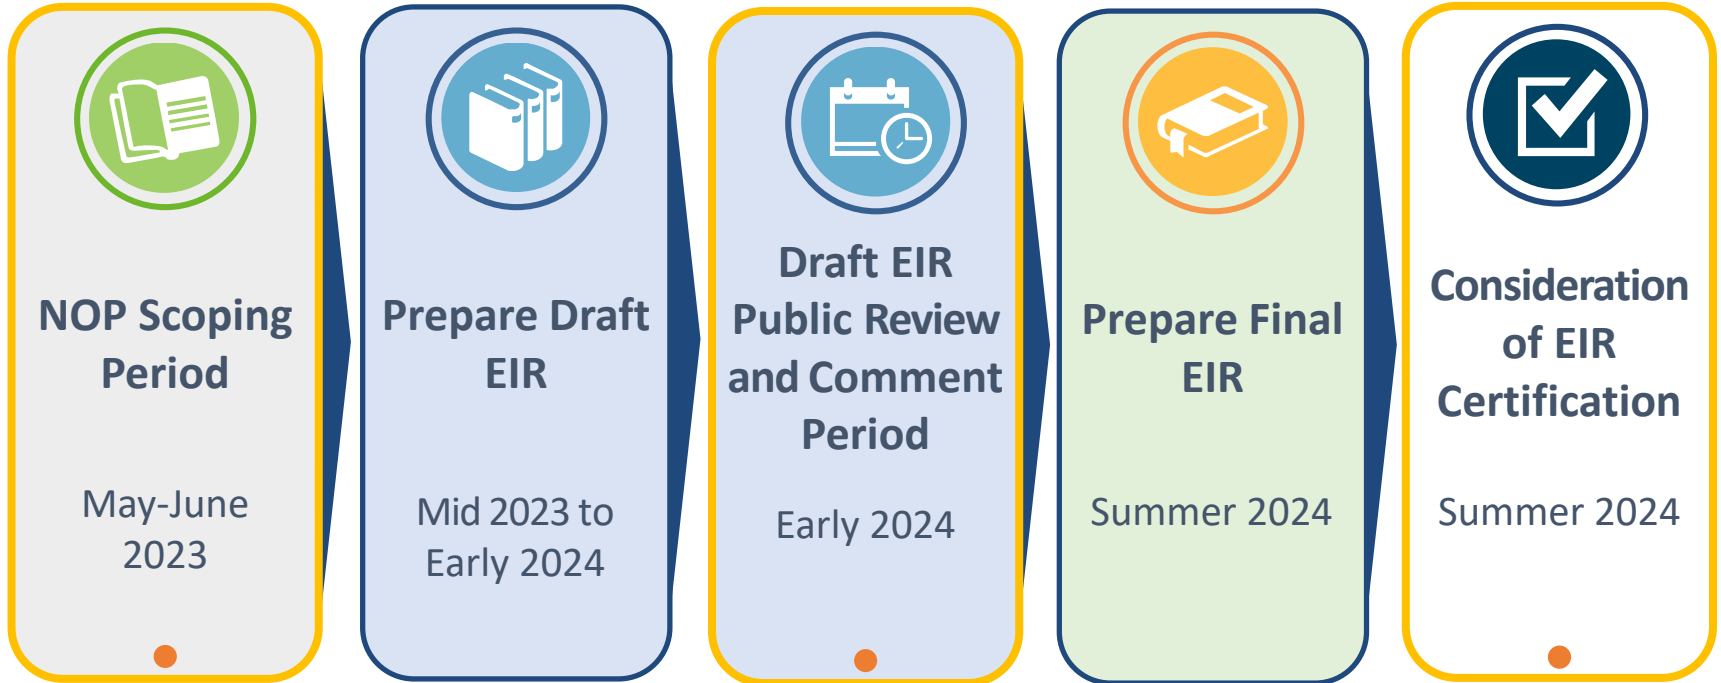 NOP Scoping
Period
May-June
2023
Prepare Draft
EIR
Mid 2023 to
Early 2024
Draft EIR
Public Review
and Comment
Period
Early 2024
Prepare Final
EIR
Summer 2024
Consideration
of EIR
Certification
Summer 2024